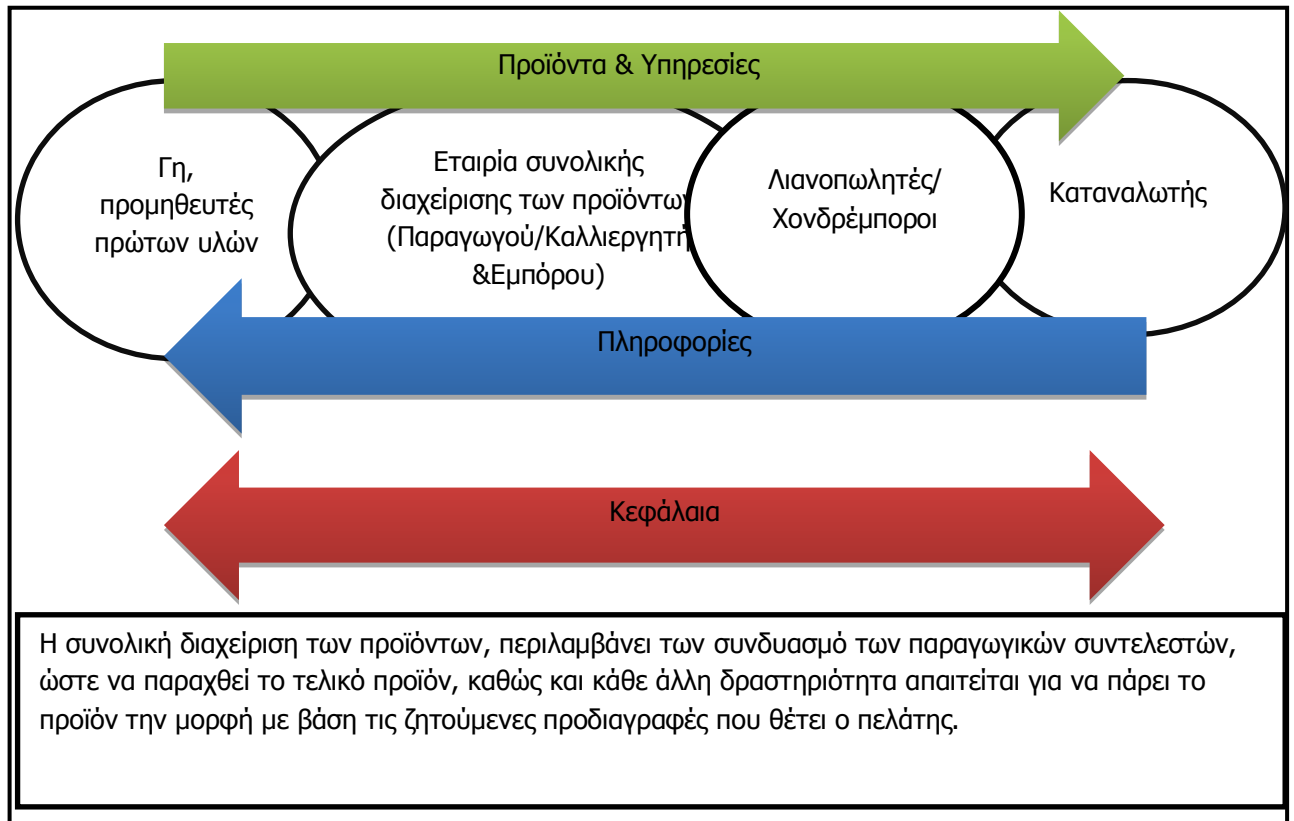 Προϊόντα & Υπηρεσίες
Γη,
προμηθευτές
πρώτων υλών
Εταιρία συνολικής
διαχείρισης των προϊόντων
(Παραγωγού/Καλλιεργητή
&Εμπόρου)
Λιανοπωλητές/
Χονδρέμποροι
Καταναλωτής
Πληροφορίες
Κεφάλαια
Η συνολική διαχείριση των προϊόντων, περιλαμβάνει των συνδυασμό των παραγωγικών συντελεστών,
ώστε να παραχθεί το τελικό προϊόν, καθώς και κάθε άλλη δραστηριότητα απαιτείται για να πάρει το
προϊόν την μορφή με βάση τις ζητούμενες προδιαγραφές που θέτει ο πελάτης.